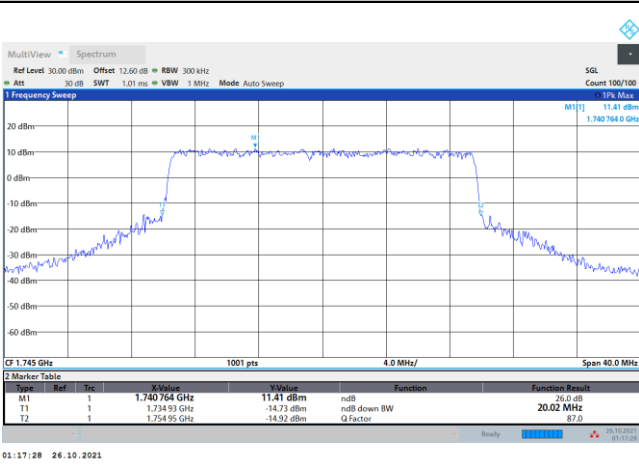 MultiView Spectrum
Ref Level 30.00 dBm Offset 12.60 dB RBW 300 kHz SGL
Att 30 dB SWT 1.01 ms VBW 1 MHz Mode Auto Sweep Count 100/100
1 Frequency Sweep 1Pk Max
M1[1] 11.41 dBm
1.740 764 0 GHz
20 dBm
M1
10 dBm
0 dBm
-10 dBm
-20 dBm
-30 dBm
-40 dBm
-50 dBm
-60 dBm
CF 1.745 GHz 1001 pts 4.0 MHz/ Span 40.0 MHz
2 Marker Table
Type Ref Trc X-Value Y-Value Function Function Result
M1 1 1.740 764 GHz 11.41 dBm ndB 26.0 dB
T1 1 1.734 93 GHz -14.73 dBm ndB down BW 20.02 MHz
T2 1 1.754 95 GHz -14.92 dBm Q Factor 87.0
Ready 26.10.2021
01:17:28
01:17:28 26.10.2021